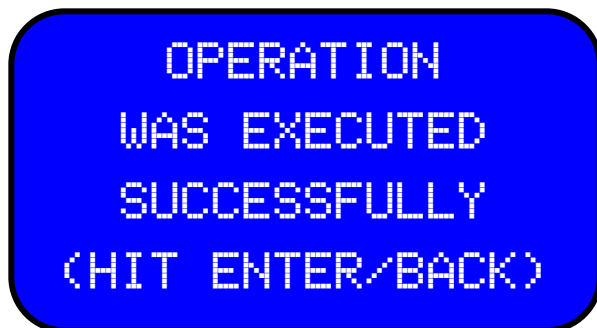 OPERATION
WAS EXECUTED
SUCCESSFULLY
(HIT ENTER/BACK)